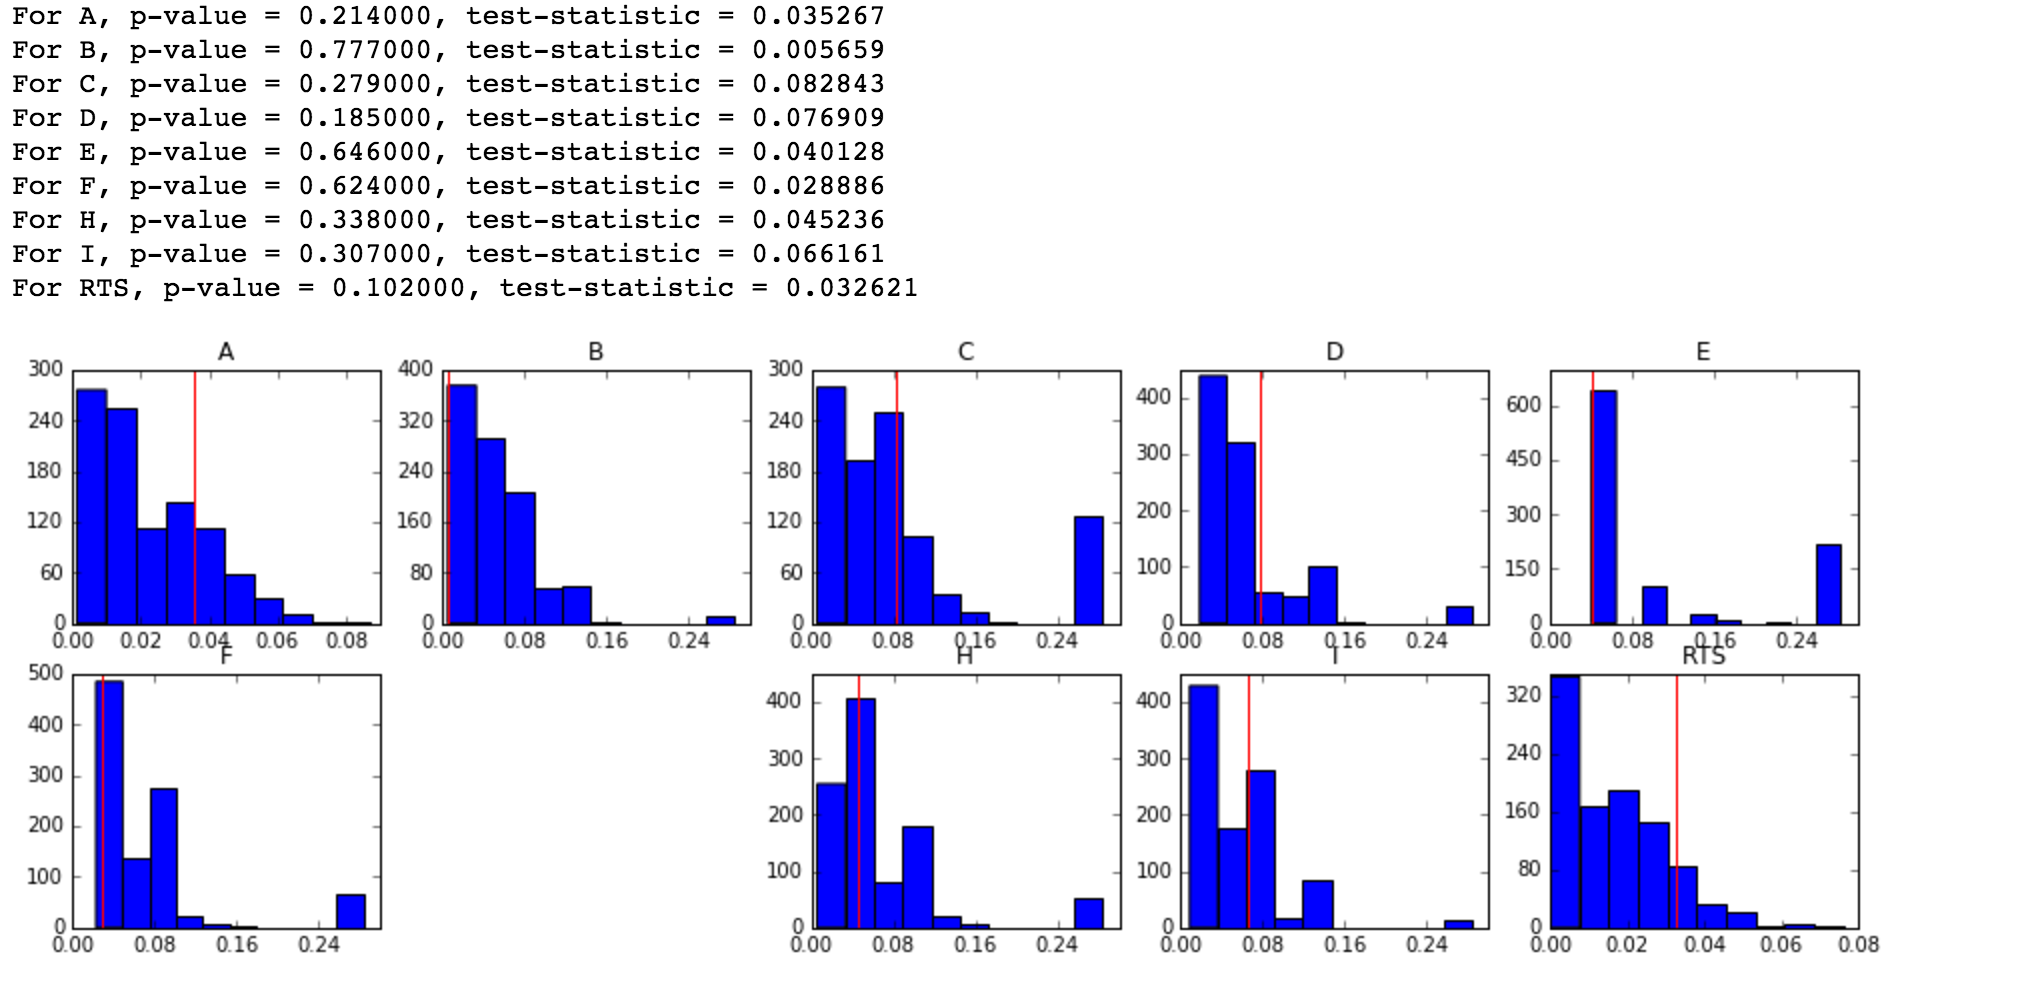 For A, p-value = 0.214000, test-statistic = 0.035267
For B, p-value = 0.777000, test-statistic = 0.005659
For C, p-value = 0.279000, test-statistic = 0.082843
For D, p-value = 0.185000, test-statistic = 0.076909
For E, p-value = 0.646000, test-statistic = 0.040128
For F, p-value = 0.624000, test-statistic = 0.028886
For H, p-value = 0.338000, test-statistic = 0.045236
For I, p-value = 0.307000, test-statistic = 0.066161
For RTS, p-value = 0.102000, test-statistic = 0.032621
A
300
240
180
120
60
0
0.00 0.02 0.04 0.06 0.08
B
400
320
240
160
80
0
0.00 0.08 0.16 0.24
C
300
240
180
120
60
0
0.00 0.08 0.16 0.24
D
400
300
200
100
0
0.00 0.08 0.16 0.24
E
600
450
300
150
0
0.00 0.08 0.16 0.24
F
500
400
300
200
100
0
0.00 0.08 0.16 0.24
H
400
300
200
100
0
0.00 0.08 0.16 0.24
I
400
300
200
100
0
0.00 0.08 0.16 0.24
RTS
320
240
160
80
0
0.00 0.02 0.04 0.06 0.08